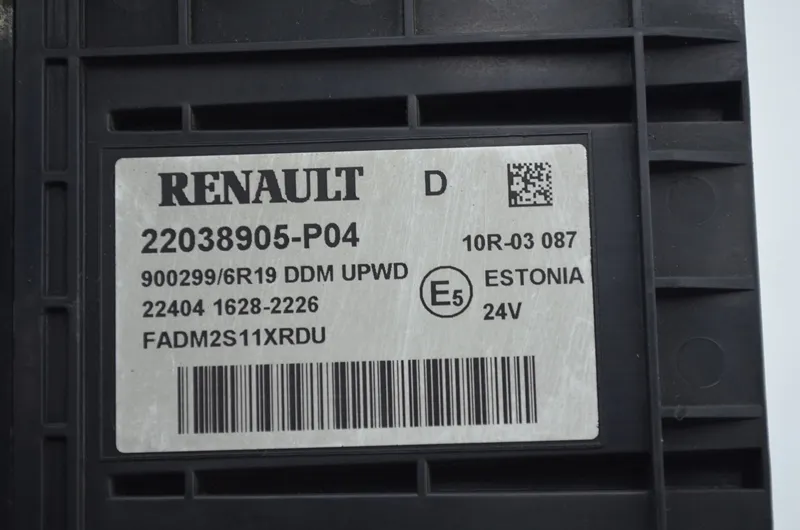 RENAULT D
22038905-P04 10R-03 087
900299/6R19 DDM UPWD E5 ESTONIA
22404 1628-2226 24V
FADM2S11XRDU